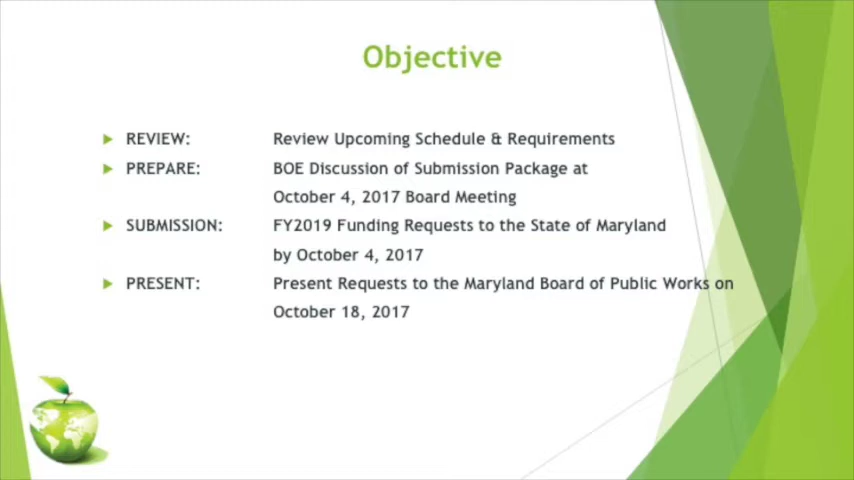 Objective
REVIEW: Review Upcoming Schedule & Requirements
PREPARE: BOE Discussion of Submission Package at
October 4, 2017 Board Meeting
SUBMISSION: FY2019 Funding Requests to the State of Maryland
by October 4, 2017
PRESENT: Present Requests to the Maryland Board of Public Works on
October 18, 2017